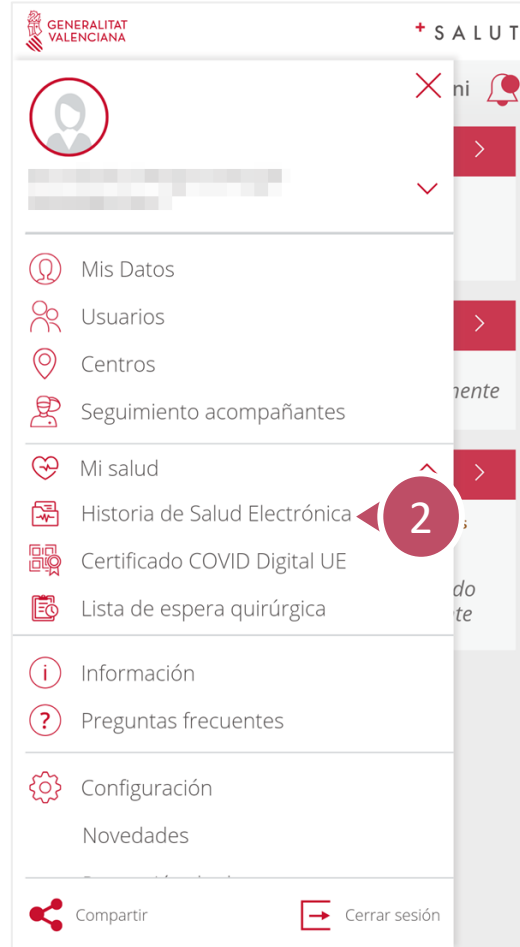 GENERALITAT
VALENCIANA
+ SALUT
ni
Mis Datos
Usuarios
Centros
nente
Seguimiento acompañantes
Mi salud
Historia de Salud Electrónica
2
s
Certificado COVID Digital UE
do
Lista de espera quirúrgica
te
i
Información
?
Preguntas frecuentes
Configuración
Novedades
Compartir
Cerrar sesión